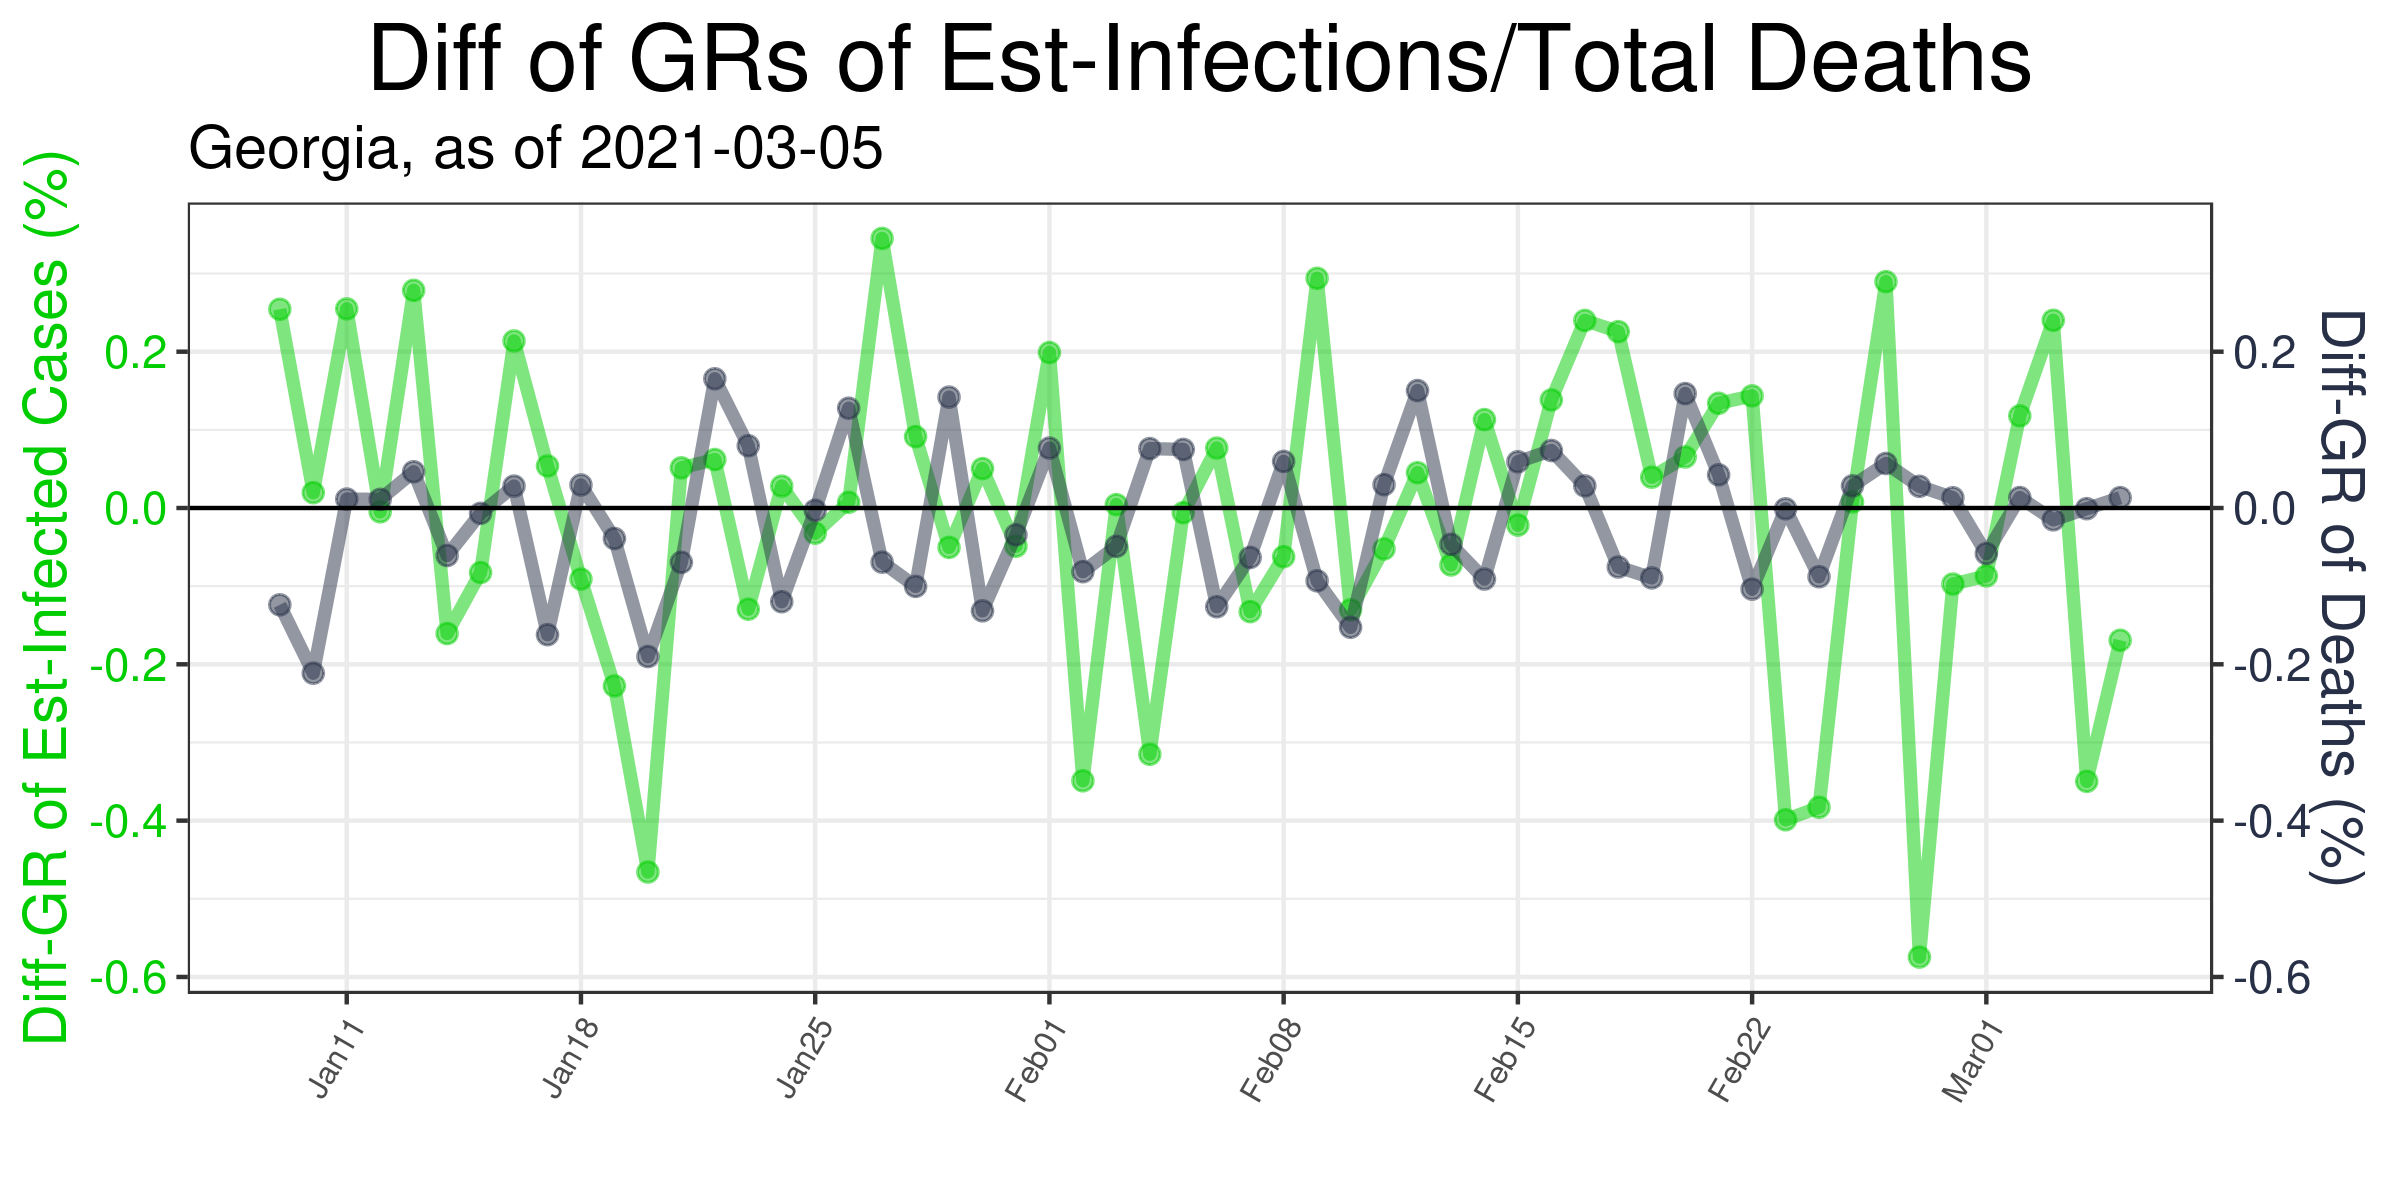 Diff of GRs of Est-Infections/Total Deaths
Georgia, as of 2021-03-05
Diff-GR of Est-Infected Cases (%)
0.2
0.0
-0.2
-0.4
-0.6
0.2
0.0
-0.2
-0.4
-0.6
Diff-GR of Deaths (%)
Jan11
Jan18
Jan25
Feb01
Feb08
Feb15
Feb22
Mar01